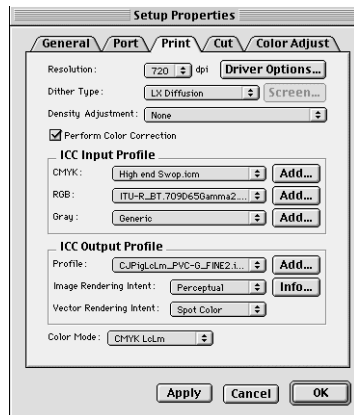 Setup Properties
General Port Print Cut Color Adjust
Resolution: 720 dpi Driver Options...
Dither Type: LX Diffusion Screen...
Density Adjustment: None
Perform Color Correction
ICC Input Profile
CMYK: High end Swop.icm Add...
RGB: ITU-R_BT.709D65Gamma2.... Add...
Gray: Generic Add...
ICC Output Profile
Profile: CJPigLcLm_PVC-G_FINE2.i... Add...
Image Rendering Intent: Perceptual Info...
Vector Rendering Intent: Spot Color
Color Mode: CMYK LcLm
Apply Cancel OK